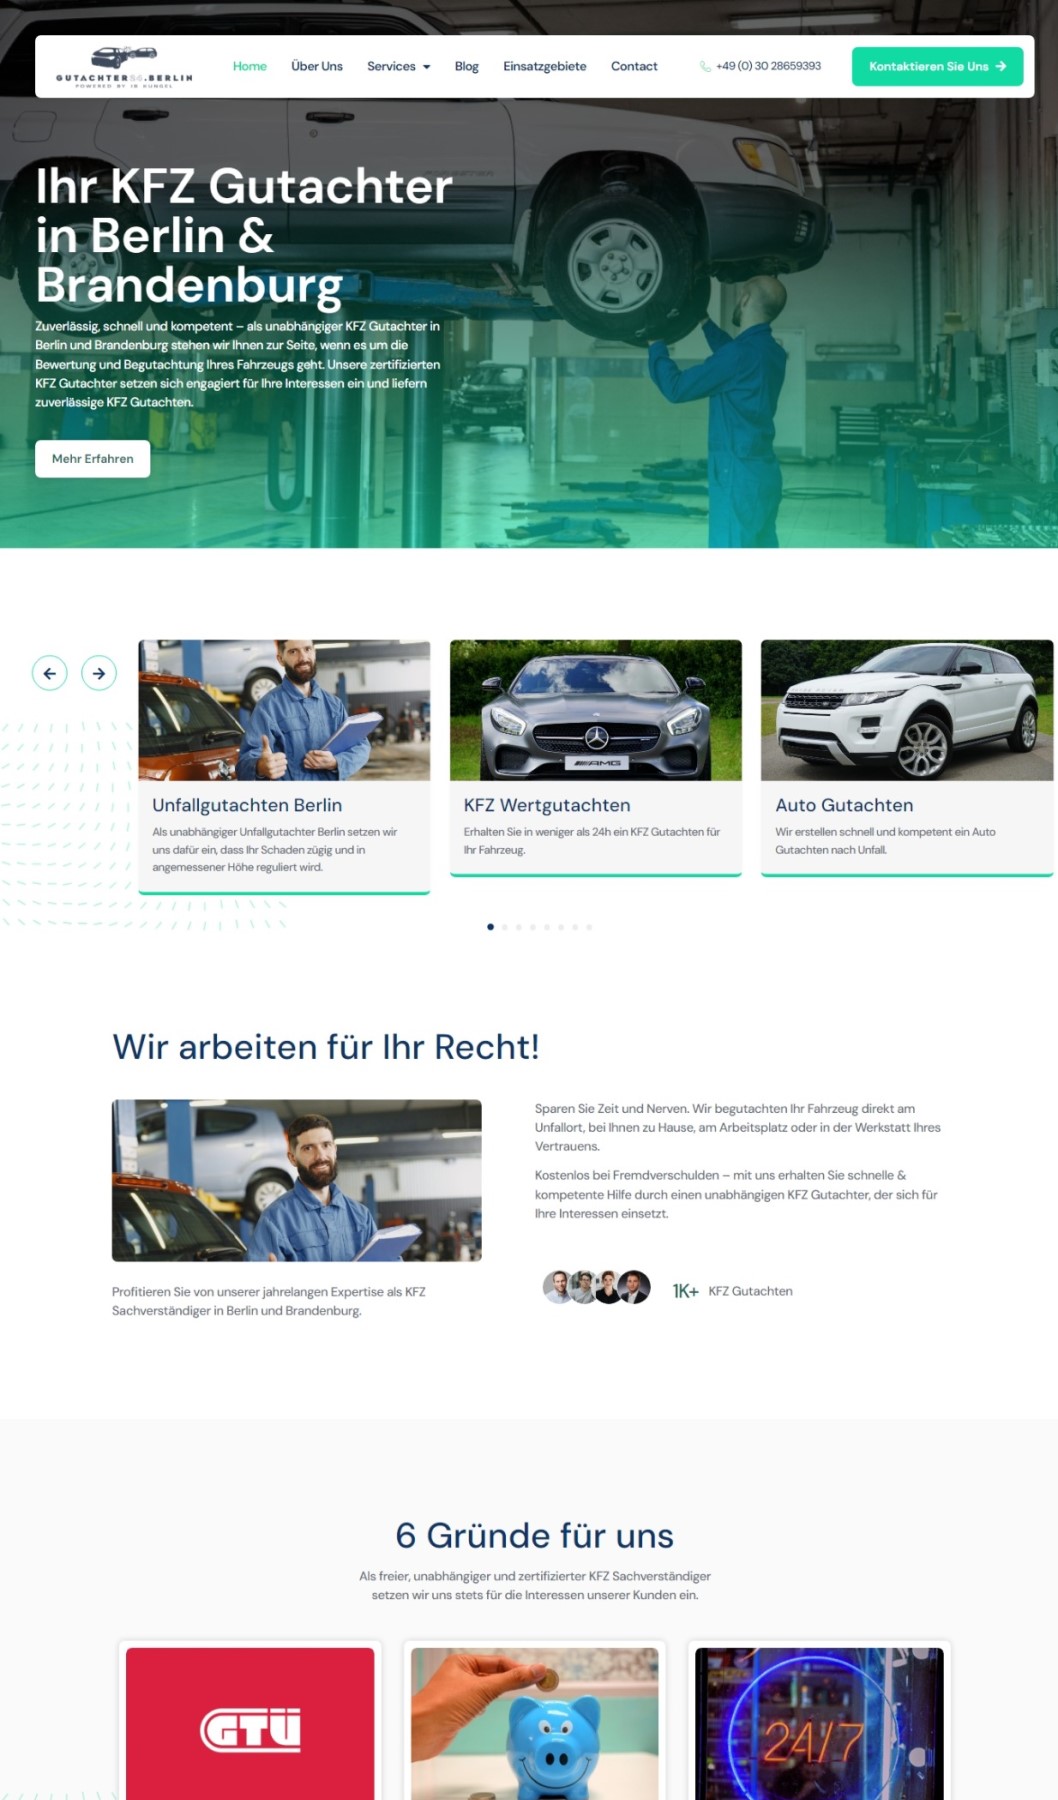 GUTACHTER24.BERLIN
POWERED BY IB KUNGEL
Home
Über Uns
Services
Blog
Einsatzgebiete
Contact
+49 (0) 30 28659393
Kontaktieren Sie Uns
Ihr KFZ Gutachter
in Berlin &
Brandenburg
Zuverlässig, schnell und kompetent – als unabhängiger KFZ Gutachter in
Berlin und Brandenburg stehen wir Ihnen zur Seite, wenn es um die
Bewertung und Begutachtung Ihres Fahrzeugs geht. Unsere zertifizierten
KFZ Gutachter setzen sich engagiert für Ihre Interessen ein und liefern
zuverlässige KFZ Gutachten.
Mehr Erfahren
AMG
Unfallgutachten Berlin
Als unabhängiger Unfallgutachter Berlin setzen wir
uns dafür ein, dass Ihr Schaden zügig und in
angemessener Höhe reguliert wird.
KFZ Wertgutachten
Erhalten Sie in weniger als 24h ein KFZ Gutachten für
Ihr Fahrzeug.
Auto Gutachten
Wir erstellen schnell und kompetent ein Auto
Gutachten nach Unfall.
Wir arbeiten für Ihr Recht!
Profitieren Sie von unserer jahrelangen Expertise als KFZ
Sachverständiger in Berlin und Brandenburg.
Sparen Sie Zeit und Nerven. Wir begutachten Ihr Fahrzeug direkt am
Unfallort, bei Ihnen zu Hause, am Arbeitsplatz oder in der Werkstatt Ihres
Vertrauens.
Kostenlos bei Fremdverschulden – mit uns erhalten Sie schnelle &
kompetente Hilfe durch einen unabhängigen KFZ Gutachter, der sich für
Ihre Interessen einsetzt.
1K+
KFZ Gutachten
6 Gründe für uns
Als freier, unabhängiger und zertifizierter KFZ Sachverständiger
setzen wir uns stets für die Interessen unserer Kunden ein.
GTÜ
24/7